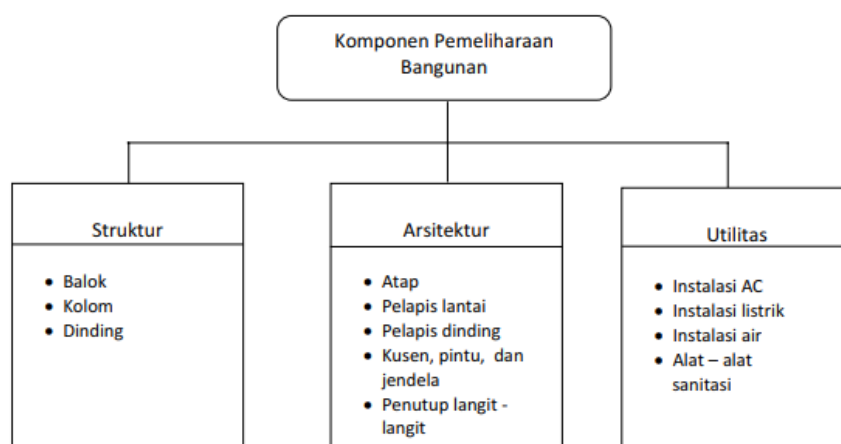 Komponen Pemeliharaan
Bangunan
Struktur
• Balok
• Kolom
• Dinding
Arsitektur
• Atap
• Pelapis lantai
• Pelapis dinding
• Kusen, pintu, dan
jendela
• Penutup langit -
langit
Utilitas
• Instalasi AC
• Instalasi listrik
• Instalasi air
• Alat – alat
sanitasi